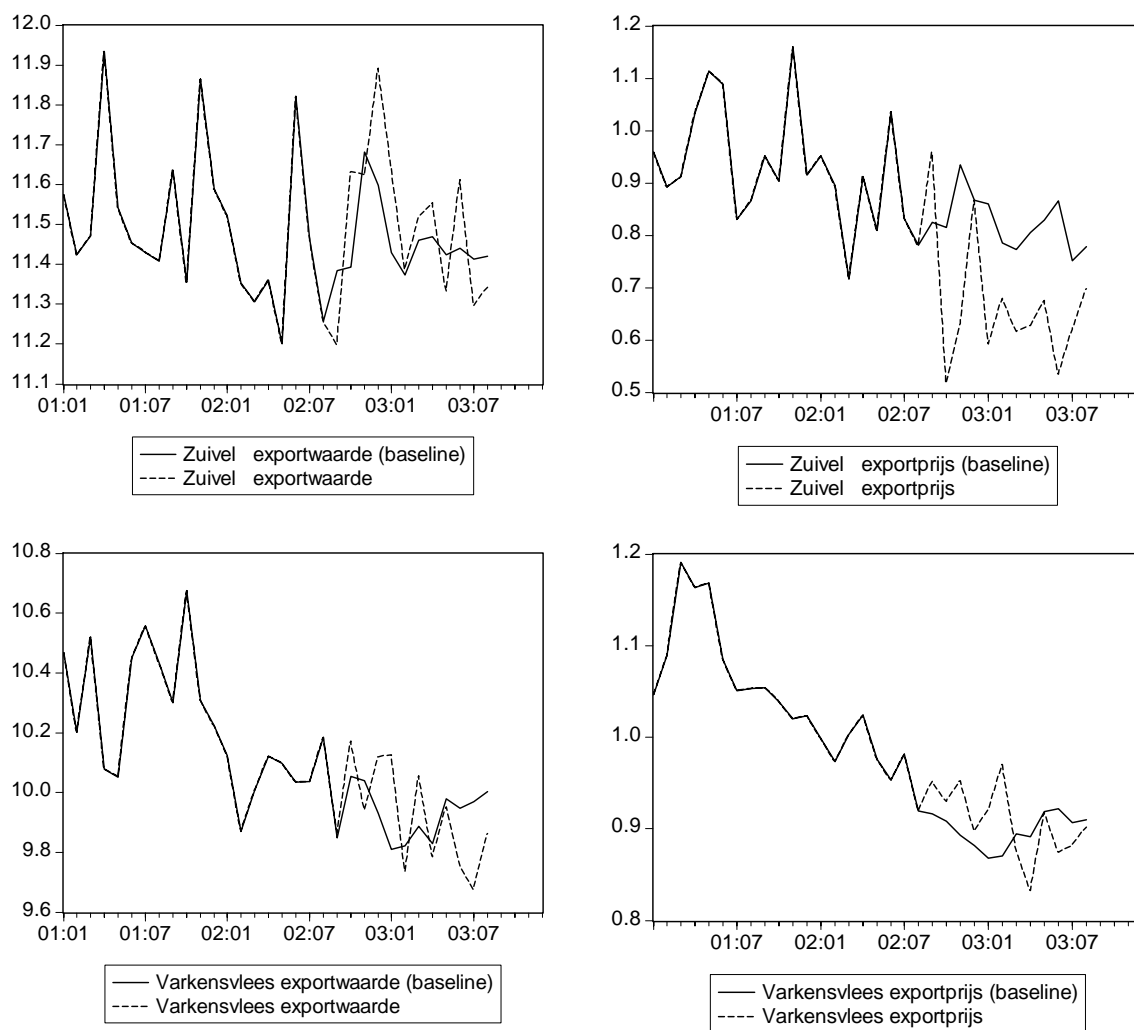 12.0
11.9
11.8
11.7
11.6
11.5
11.4
11.3
11.2
11.1
01:01 01:07 02:01 02:07 03:01 03:07
Zuivel exportwaarde (baseline)
Zuivel exportwaarde
1.2
1.1
1.0
0.9
0.8
0.7
0.6
0.5
01:07 02:01 02:07 03:01 03:07
Zuivel exportprijs (baseline)
Zuivel exportprijs
10.8
10.6
10.4
10.2
10.0
9.8
9.6
01:01 01:07 02:01 02:07 03:01 03:07
Varkensvlees exportwaarde (baseline)
Varkensvlees exportwaarde
1.2
1.1
1.0
0.9
0.8
01:07 02:01 02:07 03:01 03:07
Varkensvlees exportprijs (baseline)
Varkensvlees exportprijs